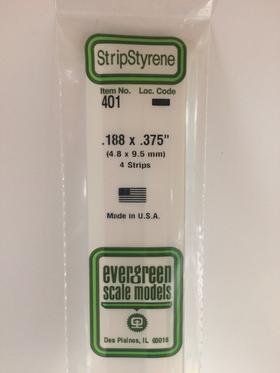 StripStyrene
Item No. Loc. Code
401
.188 x .375"
(4.8 x 9.5 mm)
4 Strips
Made in U.S.A.
evergreen
scale models
Des Plaines, IL 60018